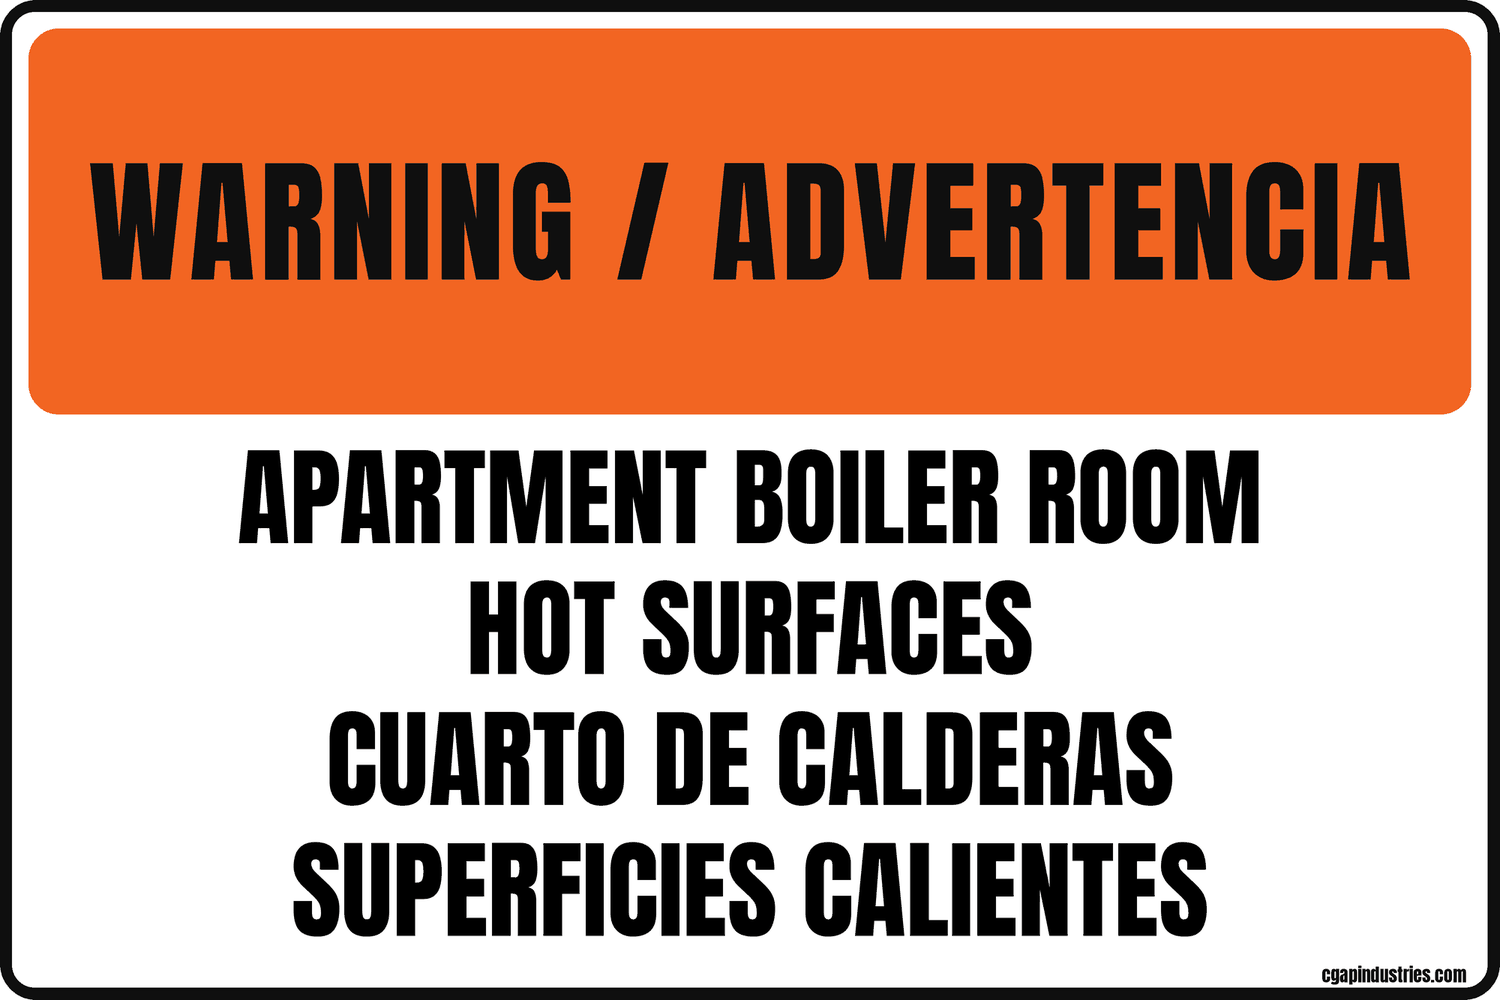 WARNING / ADVERTENCIA
APARTMENT BOILER ROOM
HOT SURFACES
CUARTO DE CALDERAS
SUPERFICIES CALIENTES
cgapindustries.com